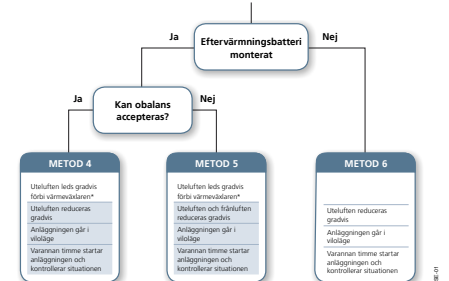 Ja
Eftervärmningsbatteri
monterat
Nej
Ja
Kan obalans
accepteras?
Nej
METOD 4
Uteluften leds gradvis
förbi värmeväxlaren*
Uteluften reduceras
gradvis
Anläggningen går i
viloläge
Varannan timme startar
anläggningen och
kontrollerar situationen
METOD 5
Uteluften leds gradvis
förbi värmeväxlaren*
Uteluften och frånluften
reduceras gradvis
Anläggningen går i
viloläge
Varannan timme startar
anläggningen och
kontrollerar situationen
METOD 6
Uteluften reduceras
gradvis
Anläggningen går i
viloläge
Varannan timme startar
anläggningen och
kontrollerar situationen
SE-01